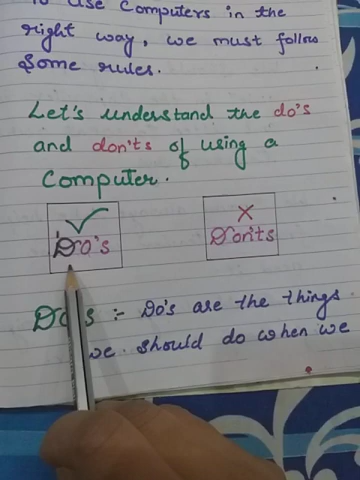 To use Computers in the
right way, we must follow
Some rules.
Let's understand the do's
and don'ts of using a
Computer.
Do's
Don'ts
Do's :- Do's are the things
we should do when we